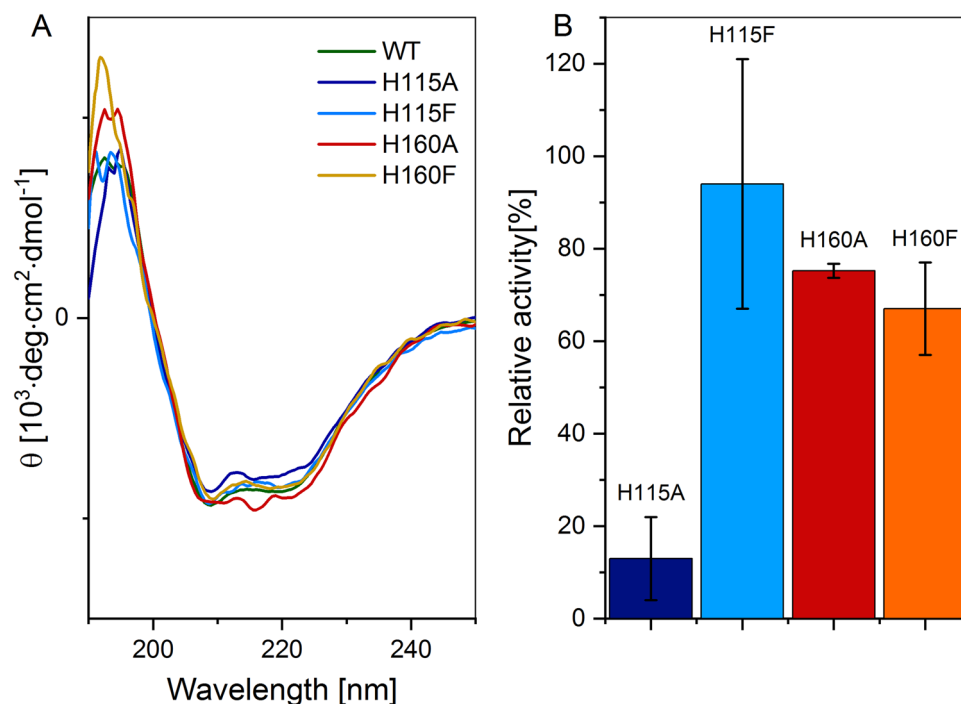 A
WT
H115A
H115F
H160A
H160F
0
θ [10³·deg·cm²·dmol⁻¹]
200
220
240
Wavelength [nm]
B
120
100
80
60
40
20
0
Relative activity[%]
H115A
H115F
H160A
H160F